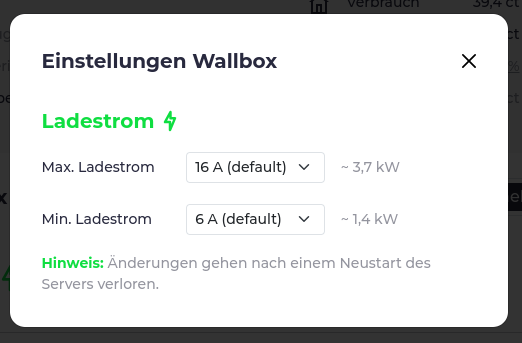 Verbrauch 39,4 ct
Einstellungen Wallbox
Ladestrom
Max. Ladestrom 16 A (default) ~ 3,7 kW
Min. Ladestrom 6 A (default) ~ 1,4 kW
Hinweis: Änderungen gehen nach einem Neustart des
Servers verloren.